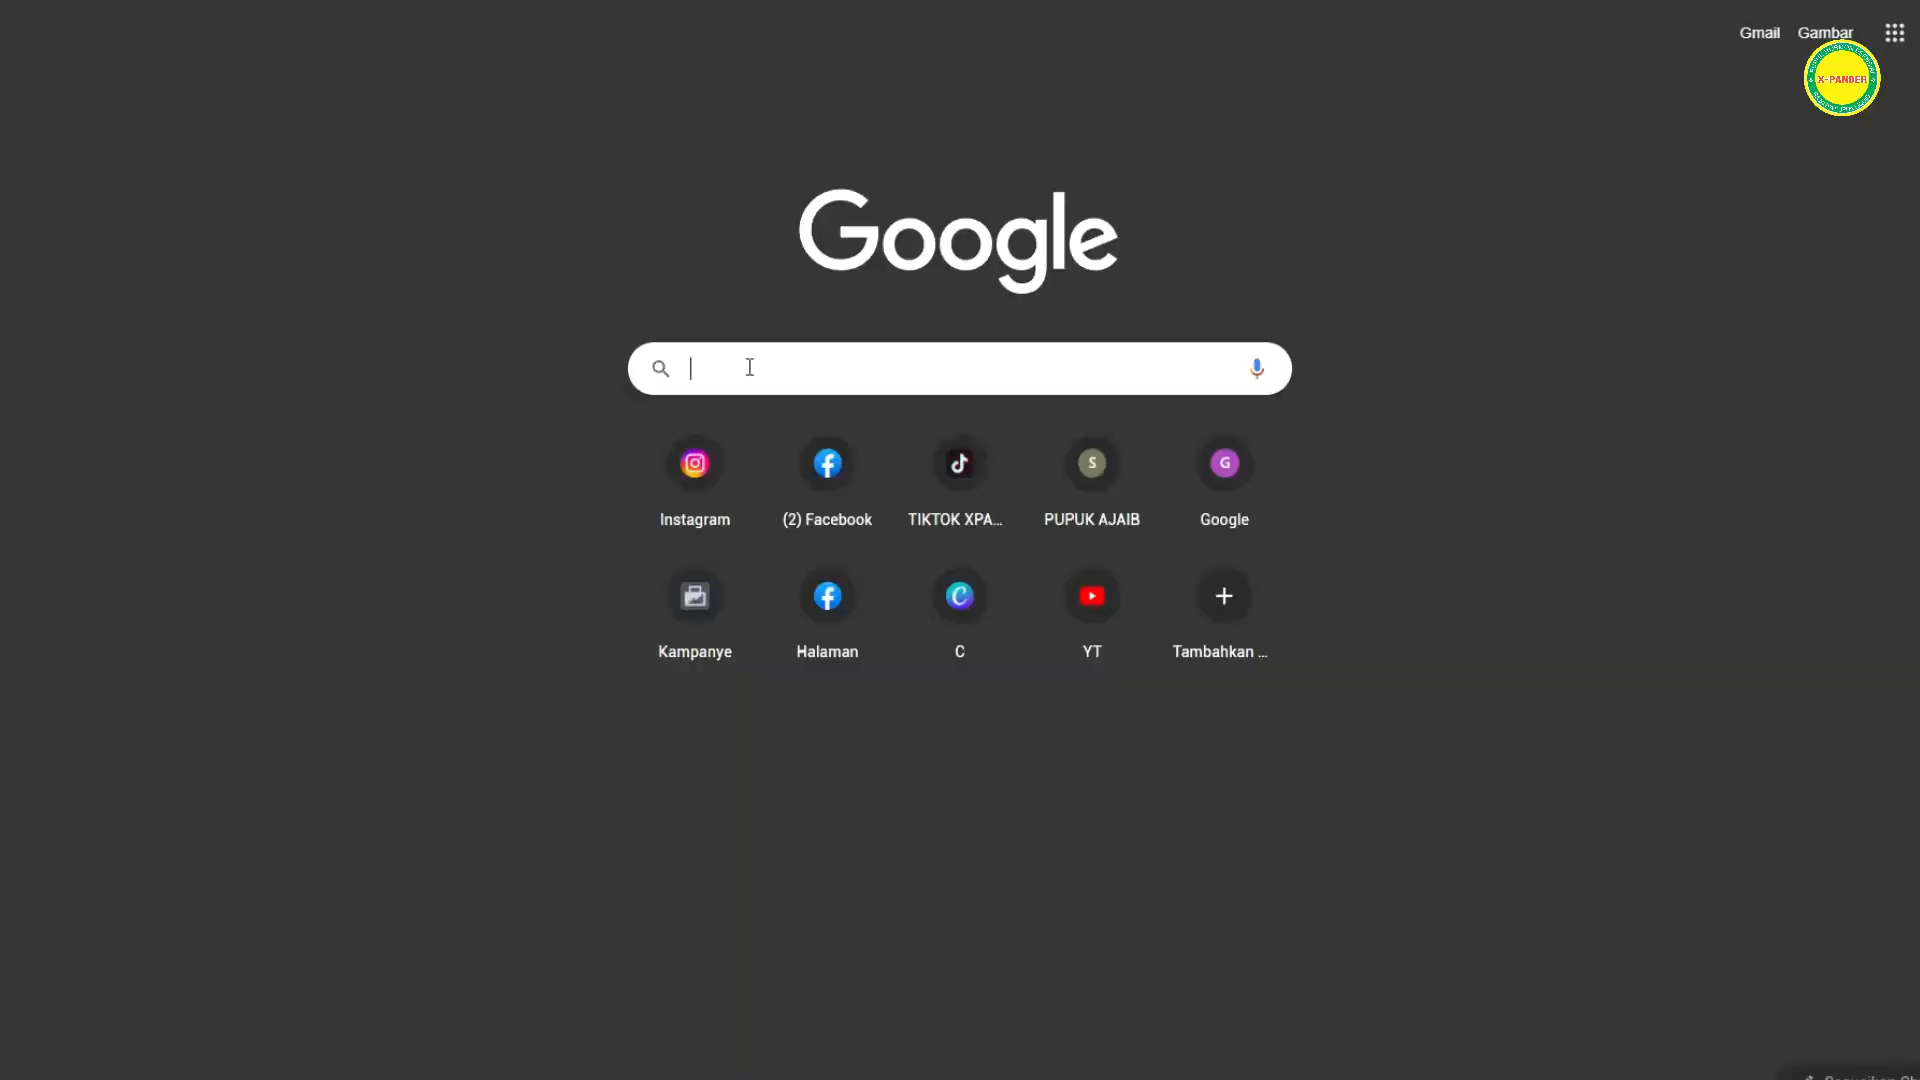 Gmail Gambar
X-PANDER
Google
Instagram (2) Facebook TIKTOK XPA... S PUPUK AJAIB G Google
Kampanye Halaman C YT Tambahkan ...